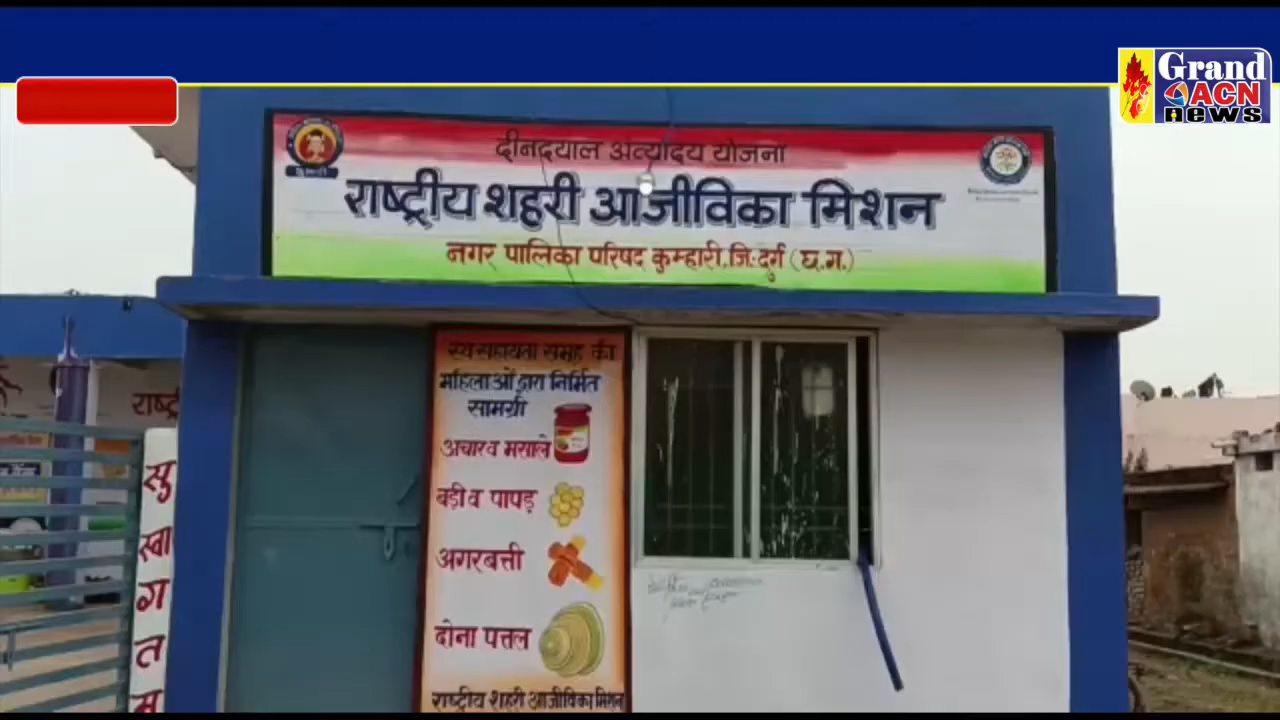 Grand
ACN
news
दीनदयाल अंत्योदय योजना
राष्ट्रीय शहरी आजीविका मिशन
नगर पालिका परिषद कुम्हारी, जि. दुर्ग (छ.ग.)
स्व सहायता समूह की
महिलाओं द्वारा निर्मित
सामग्री
अचार व मसाले
बड़ी व पापड़
अगरबत्ती
दोना पत्तल
राष्ट्रीय शहरी आजीविका मिशन
राष्ट्री
सु
स्वा
ग
त
म